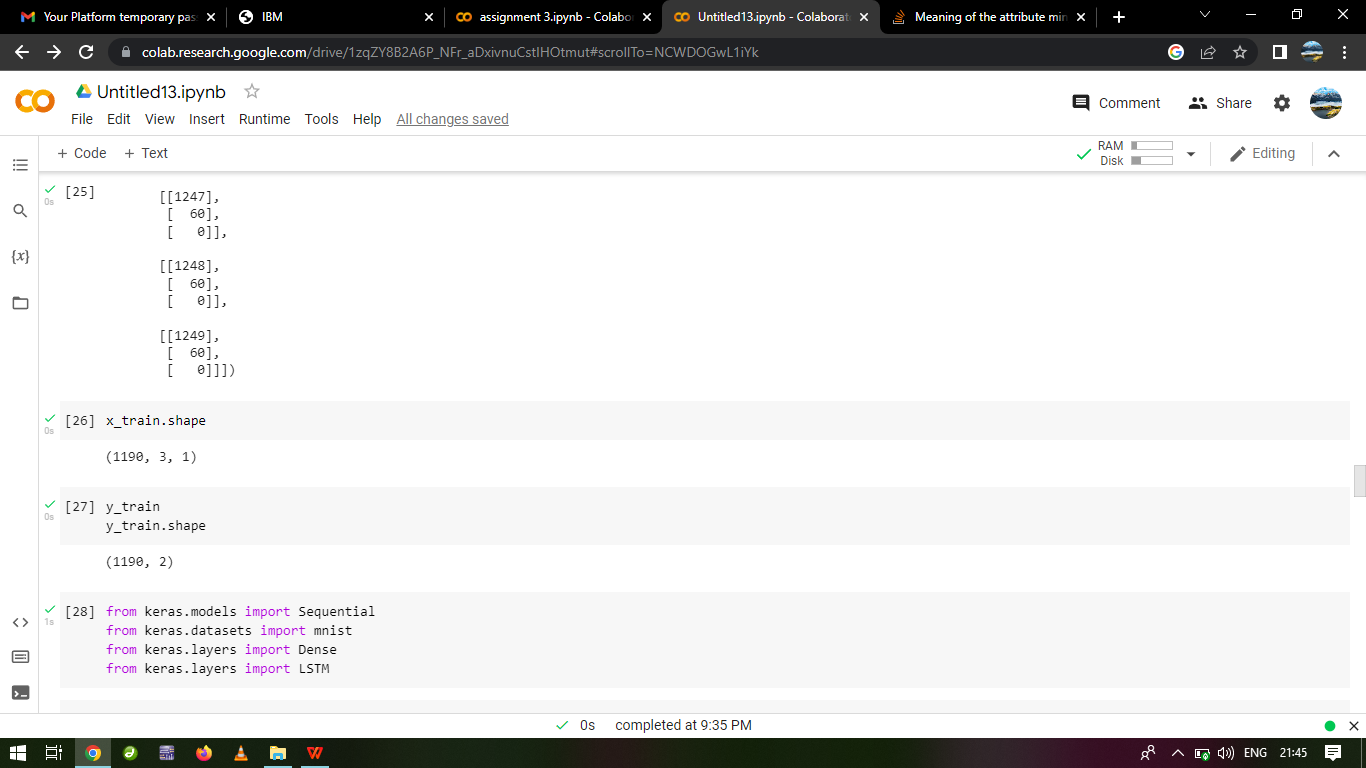 Your Platform temporary pas
IBM
assignment 3.ipynb - Colabo
Untitled13.ipynb - Colaborat
Meaning of the attribute min
colab.research.google.com/drive/1zqZY8B2A6P_NFr_aDxivnuCstIHOtmut#scrollTo=NCWDOGwL1iYk
Untitled13.ipynb
Comment
Share
File Edit View Insert Runtime Tools Help All changes saved
+ Code + Text
RAM
Disk
Editing
[25]
0s
[[1247],
[ 60],
[ 0]],
[[1248],
[ 60],
[ 0]],
[[1249],
[ 60],
[ 0]]])
{x}
[26] x_train.shape
0s
(1190, 3, 1)
[27] y_train
0s
y_train.shape
(1190, 2)
[28] from keras.models import Sequential
1s
from keras.datasets import mnist
from keras.layers import Dense
from keras.layers import LSTM
0s completed at 9:35 PM
ENG 21:45